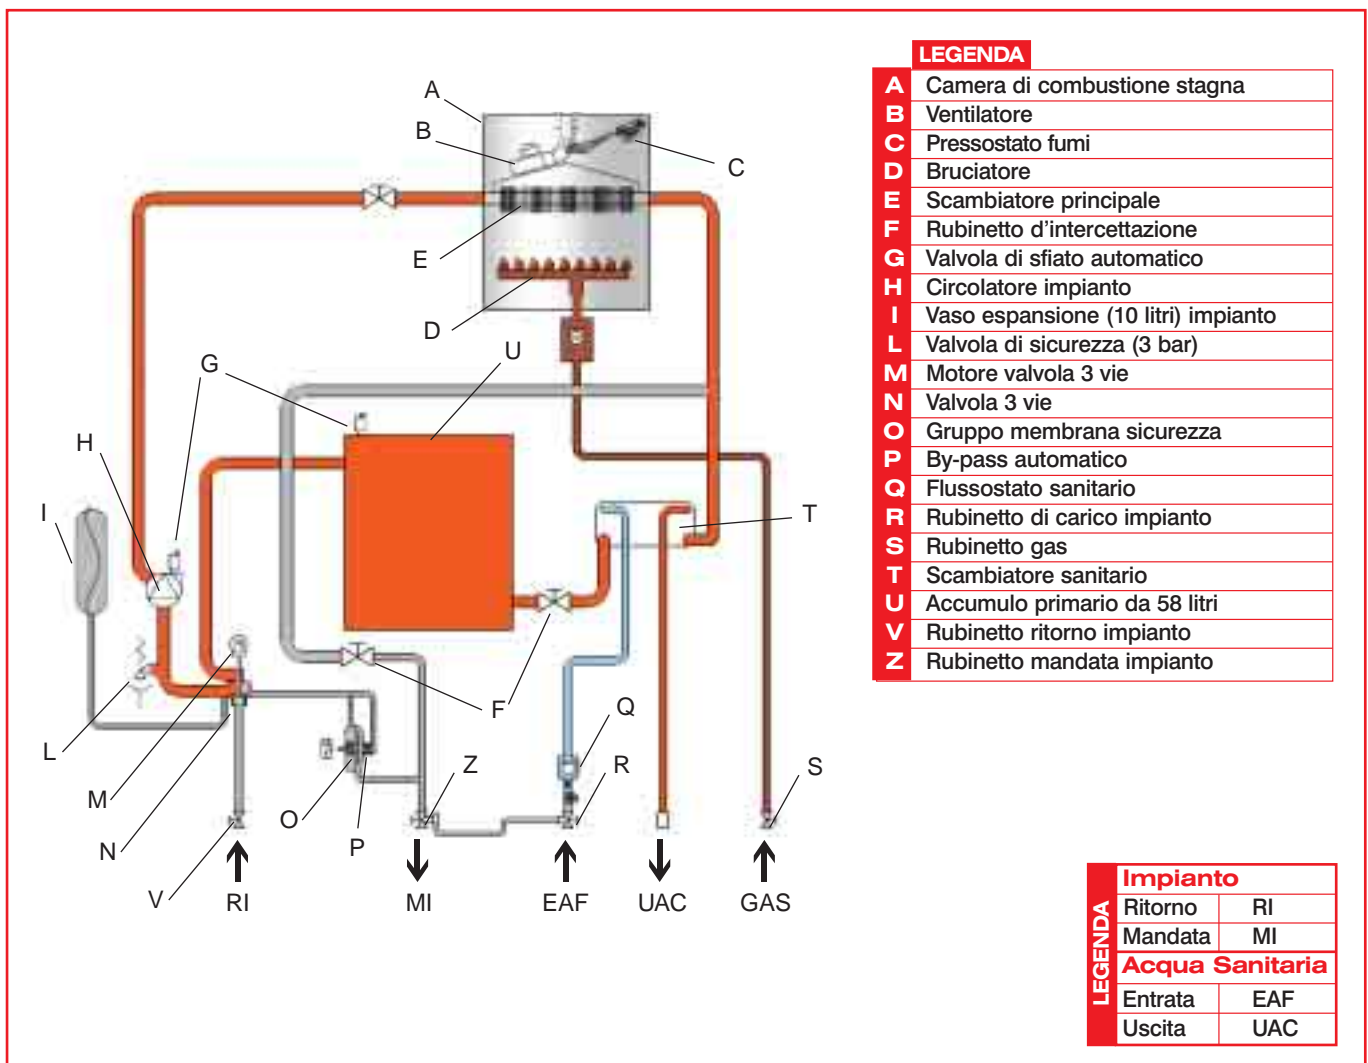 A
B
C
E
D
U
G
H
I
T
F
L
M
N
V
O
P
Z
Q
R
S
RI
MI
EAF
UAC
GAS
LEGENDA
A Camera di combustione stagna
B Ventilatore
C Pressostato fumi
D Bruciatore
E Scambiatore principale
F Rubinetto d’intercettazione
G Valvola di sfiato automatico
H Circolatore impianto
I Vaso espansione (10 litri) impianto
L Valvola di sicurezza (3 bar)
M Motore valvola 3 vie
N Valvola 3 vie
O Gruppo membrana sicurezza
P By-pass automatico
Q Flussostato sanitario
R Rubinetto di carico impianto
S Rubinetto gas
T Scambiatore sanitario
U Accumulo primario da 58 litri
V Rubinetto ritorno impianto
Z Rubinetto mandata impianto
LEGENDA
Impianto
Ritorno RI
Mandata MI
Acqua Sanitaria
Entrata EAF
Uscita UAC